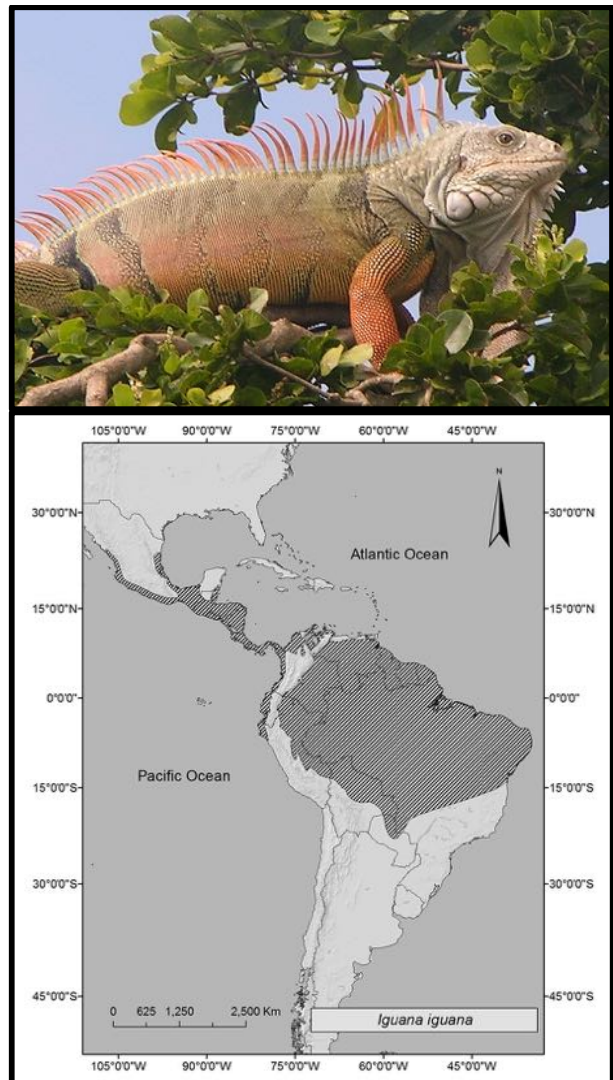 105°0'0"W 90°0'0"W 75°0'0"W 60°0'0"W 45°0'0"W
N
30°0'0"N 30°0'0"N
Atlantic Ocean
15°0'0"N 15°0'0"N
0°0'0" 0°0'0"
Pacific Ocean
15°0'0"S 15°0'0"S
30°0'0"S 30°0'0"S
45°0'0"S 45°0'0"S
0 625 1,250 2,500 Km
Iguana iguana
105°0'0"W 90°0'0"W 75°0'0"W 60°0'0"W 45°0'0"W